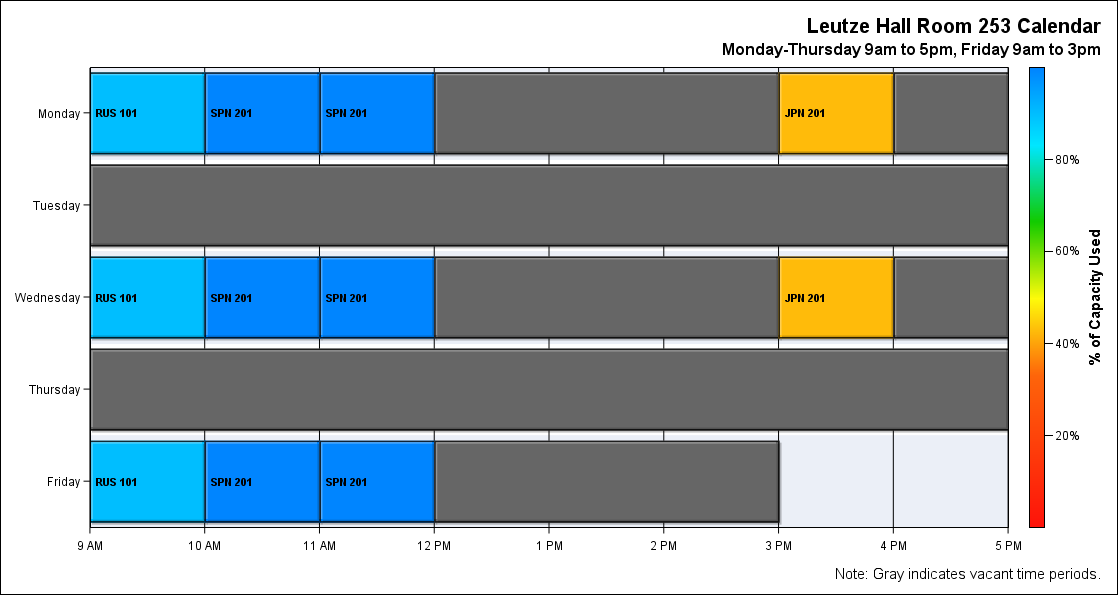 Leutze Hall Room 253 Calendar
Monday-Thursday 9am to 5pm, Friday 9am to 3pm
Monday
RUS 101
SPN 201
SPN 201
JPN 201
Tuesday
Wednesday
RUS 101
SPN 201
SPN 201
JPN 201
Thursday
Friday
RUS 101
SPN 201
SPN 201
9 AM 10 AM 11 AM 12 PM 1 PM 2 PM 3 PM 4 PM 5 PM
80%
60%
40%
20%
% of Capacity Used
Note: Gray indicates vacant time periods.